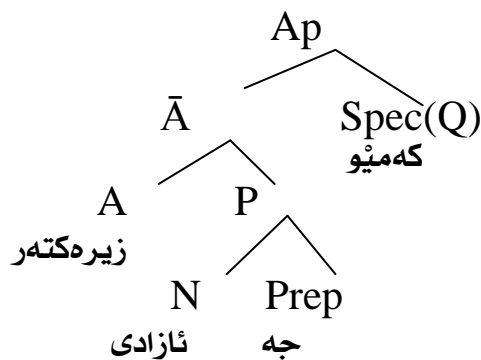 Ap
Ā Spec(Q)
کەمێو
A P
زیرەکتەر
N Prep
ئازادی جە